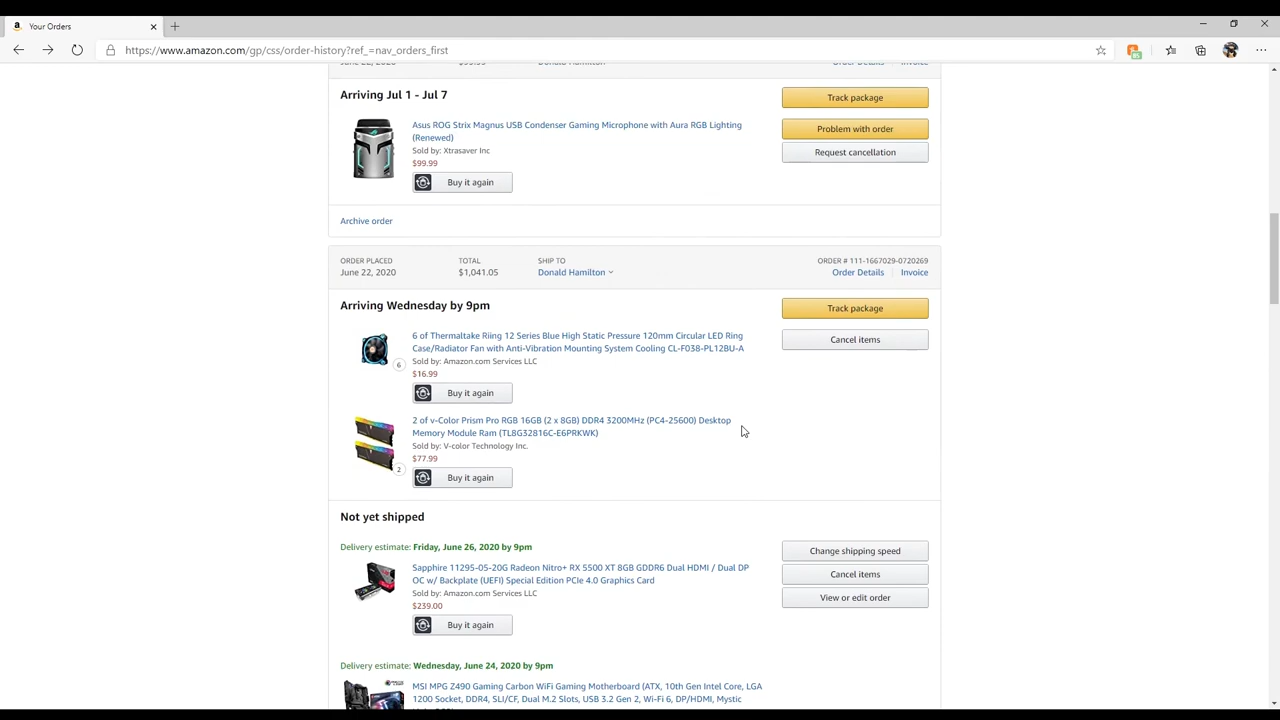 Your Orders
https://www.amazon.com/gp/css/order-history?ref_=nav_orders_first
June 22, 2020 $99.99 Donald Hamilton Order Details Invoice
Arriving Jul 1 - Jul 7
Track package
Asus ROG Strix Magnus USB Condenser Gaming Microphone with Aura RGB Lighting
(Renewed)
Problem with order
Sold by: Xtrasaver Inc
Request cancellation
$99.99
Buy it again
Archive order
ORDER PLACED TOTAL SHIP TO ORDER # 111-1667029-0720269
June 22, 2020 $1,041.05 Donald Hamilton Order Details Invoice
Arriving Wednesday by 9pm
Track package
6 of Thermaltake Riing 12 Series Blue High Static Pressure 120mm Circular LED Ring
Case/Radiator Fan with Anti-Vibration Mounting System Cooling CL-F038-PL12BU-A
Cancel items
Sold by: Amazon.com Services LLC
6
$16.99
Buy it again
2 of v-Color Prism Pro RGB 16GB (2 x 8GB) DDR4 3200MHz (PC4-25600) Desktop
Memory Module Ram (TL8G32816C-E6PRKWK)
Sold by: V-color Technology Inc.
$77.99
2
Buy it again
Not yet shipped
Delivery estimate: Friday, June 26, 2020 by 9pm
Change shipping speed
Sapphire 11295-05-20G Radeon Nitro+ RX 5500 XT 8GB GDDR6 Dual HDMI / Dual DP
OC w/ Backplate (UEFI) Special Edition PCIe 4.0 Graphics Card
Cancel items
Sold by: Amazon.com Services LLC
View or edit order
$239.00
Buy it again
Delivery estimate: Wednesday, June 24, 2020 by 9pm
MSI MPG Z490 Gaming Carbon WiFi Gaming Motherboard (ATX, 10th Gen Intel Core, LGA
1200 Socket, DDR4, SLI/CF, Dual M.2 Slots, USB 3.2 Gen 2, Wi-Fi 6, DP/HDMI, Mystic